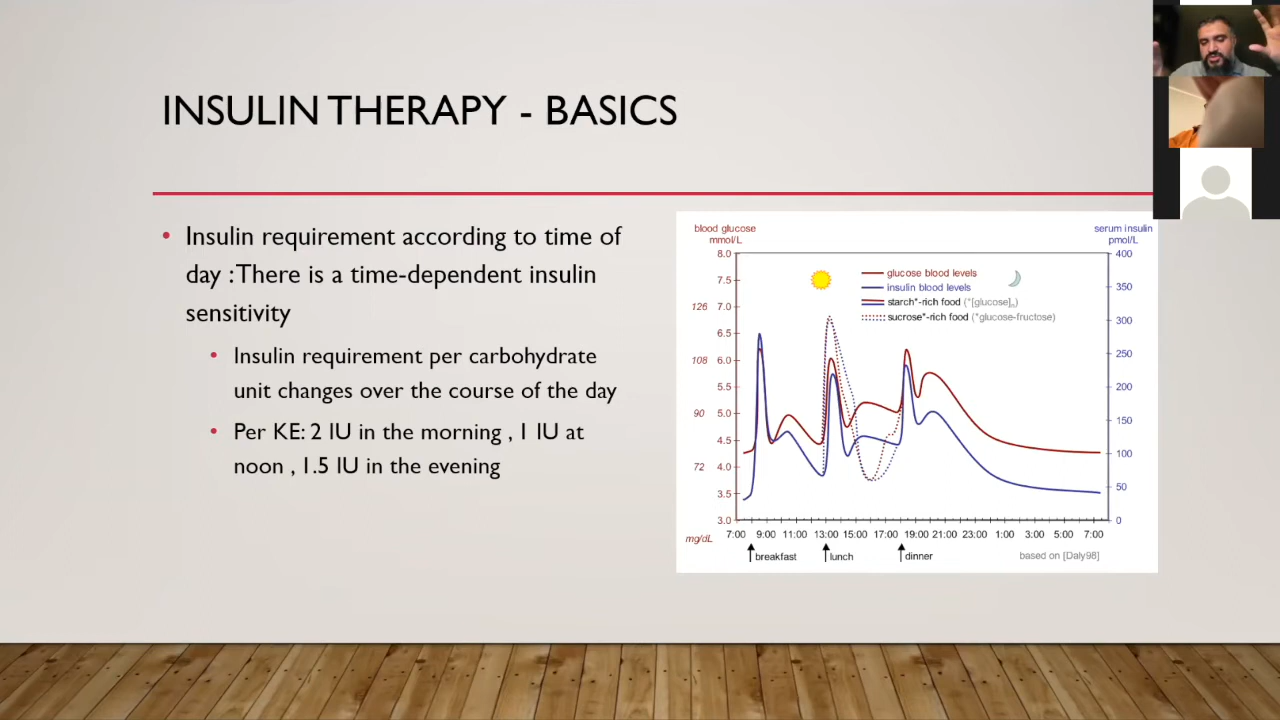 INSULIN THERAPY - BASICS
• Insulin requirement according to time of
day :There is a time-dependent insulin
sensitivity
• Insulin requirement per carbohydrate
unit changes over the course of the day
• Per KE: 2 IU in the morning , 1 IU at
noon , 1.5 IU in the evening
blood glucose
mmol/L
serum insulin
pmol/L
8.0
7.5
126 7.0
6.5
108 6.0
5.5
90 5.0
4.5
72 4.0
3.5
3.0
mg/dL
400
350
300
250
200
150
100
50
0
glucose blood levels
insulin blood levels
starch*-rich food (*[glucose]n)
sucrose*-rich food (*glucose-fructose)
7:00 9:00 11:00 13:00 15:00 17:00 19:00 21:00 23:00 1:00 3:00 5:00 7:00
breakfast lunch dinner
based on [Daly98]